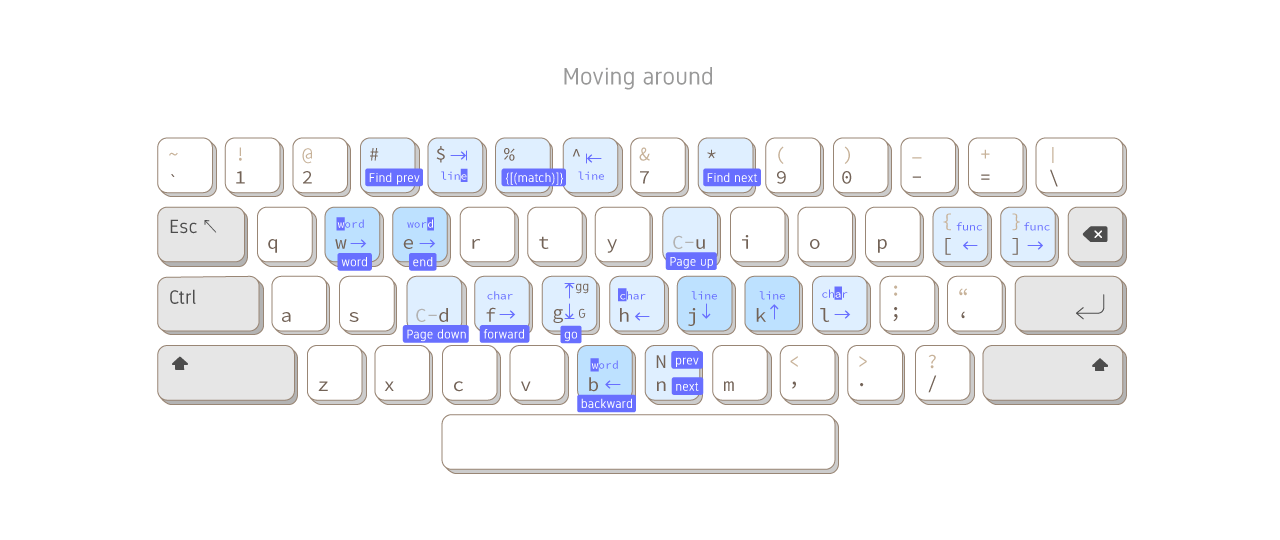 Moving around
~ ! @ # $ % ^ & * ( ) _ + |
` 1 2 Find prev line {[(match)]} line 7 Find next 9 0 - = \
Esc word word { func } func
q w e r t y C-u i o p [ ]
word end Page up
Ctrl char gg char line line char : “
a s C-d f g G h j k l ; ‘
Page down forward go
word N prev < > ?
z x c v b n next m , . /
backward